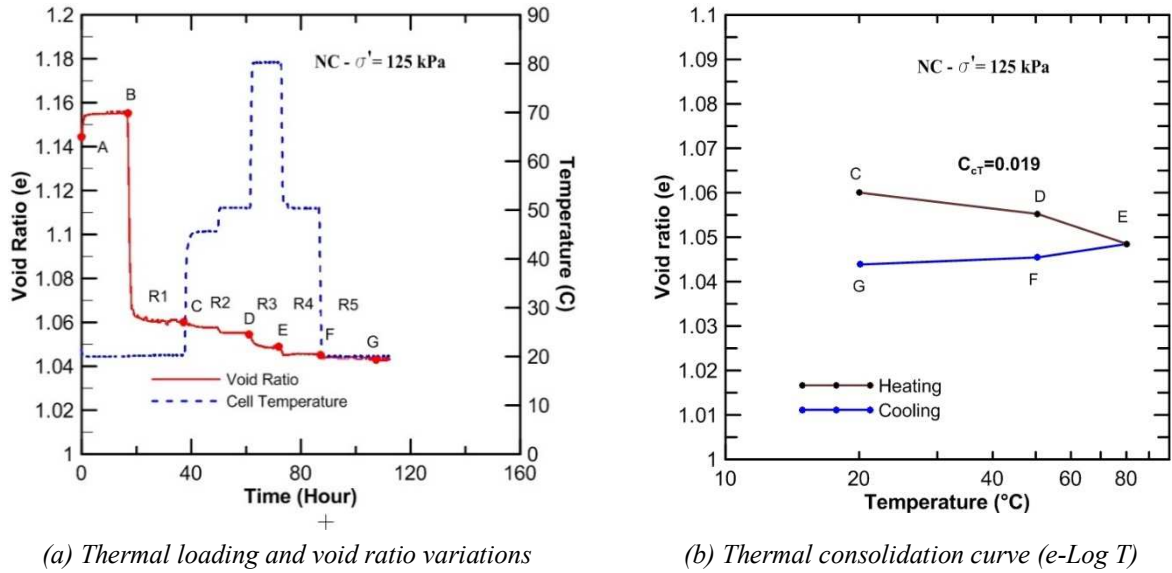 1.2
1.18
1.16
1.14
1.12
1.1
1.08
1.06
1.04
1.02
1
Void Ratio (e)
90
80
70
60
50
40
30
20
10
0
Temperature (C)
NC - σ'= 125 kPa
B
A
R1
C
R2
D
R3
E
R4
F
R5
G
Void Ratio
Cell Temperature
0
40
80
120
160
Time (Hour)
+
(a) Thermal loading and void ratio variations
1.1
1.09
1.08
1.07
1.06
1.05
1.04
1.03
1.02
1.01
1
Void ratio (e)
NC - σ'= 125 kPa
CcT=0.019
C
D
E
F
G
Heating
Cooling
10
20
40
60
80
Temperature (°C)
(b) Thermal consolidation curve (e-Log T)